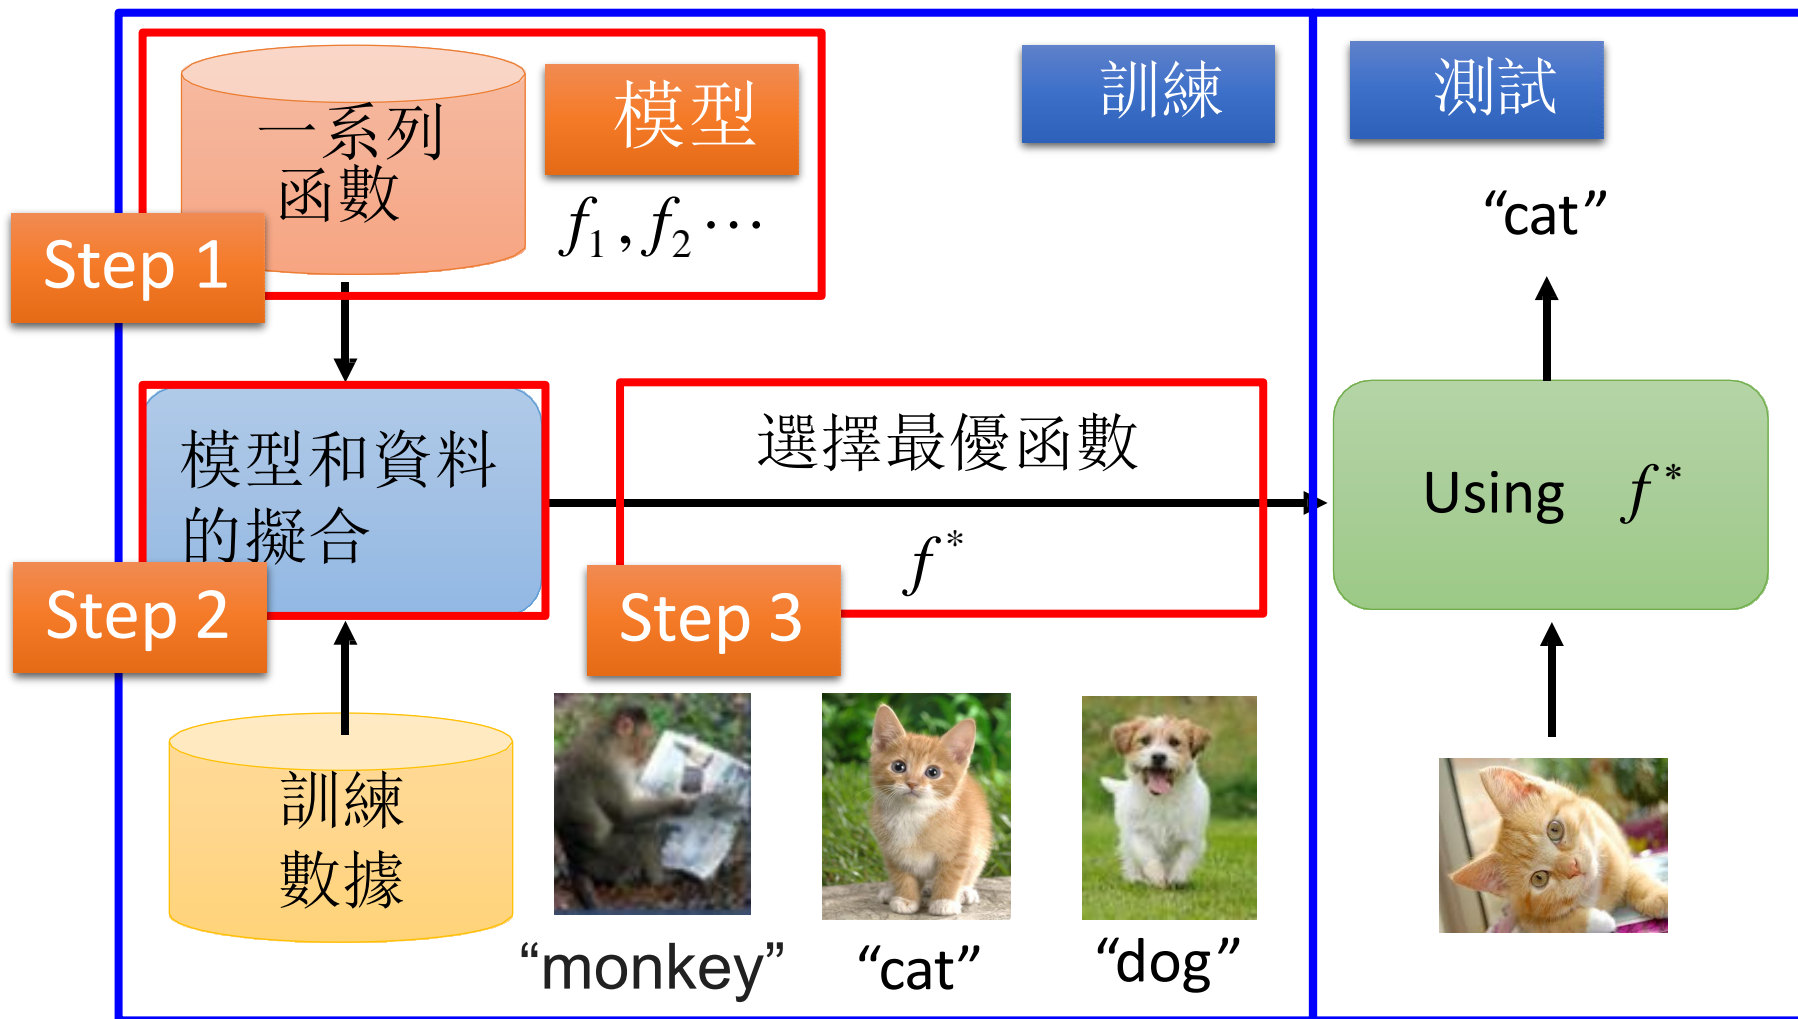 一系列
函數
模型
f₁, f₂ ⋯
Step 1
訓練
測試
"cat"
模型和資料
的擬合
Step 2
選擇最優函數
f*
Step 3
Using f*
訓練
數據
“monkey”
“cat”
“dog”